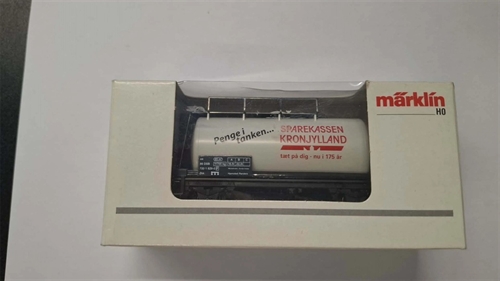 märklin
HO
Penge i
tanken...
SPAREKASSEN
KRONJYLLAND
tæt på dig - nu i 175 år